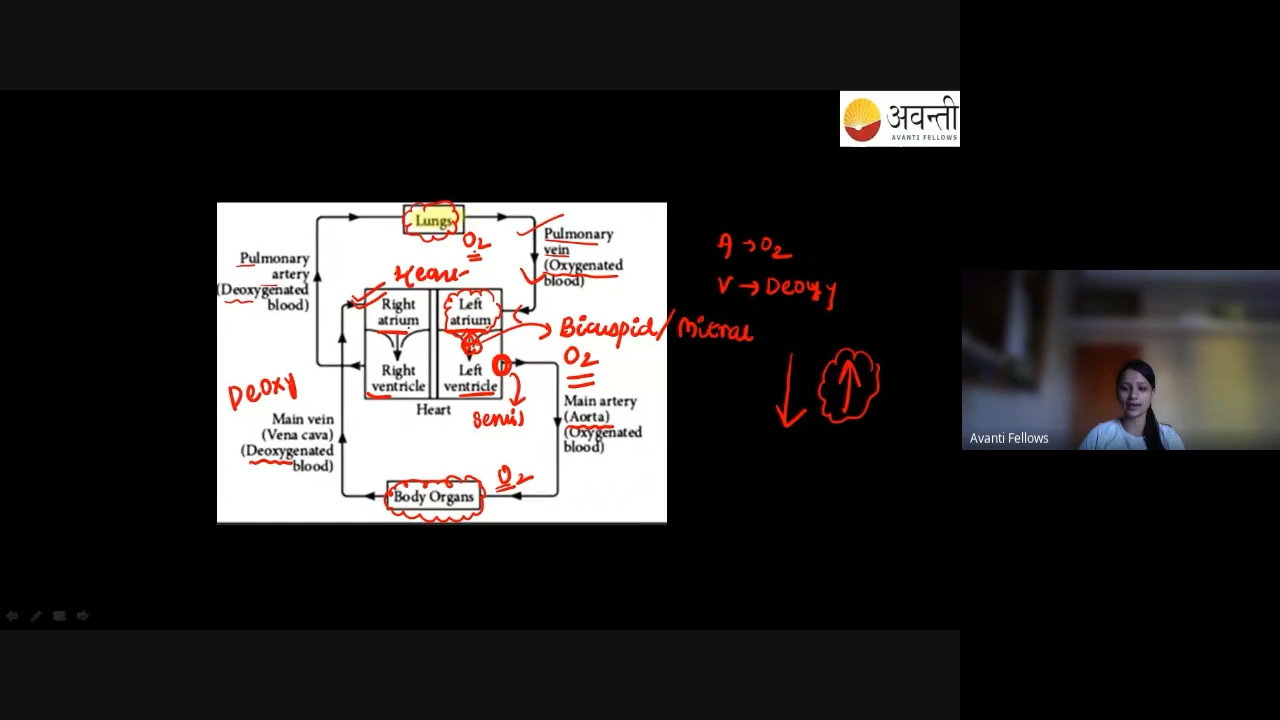 अवन्ती
AVANTI FELLOWS
Lungs
O2
Pulmonary
vein
(Oxygenated
blood)
Pulmonary
artery
(Deoxygenated
blood)
Heart
Right
atrium
Left
atrium
Bicuspid/Mitral
O2
Right
ventricle
Left
ventricle
Heart
Deoxy
Main vein
(Vena cava)
(Deoxygenated
blood)
Main artery
(Aorta)
(Oxygenated
blood)
Body Organs
O2
A → O2
V → Deoxy
Avanti Fellows